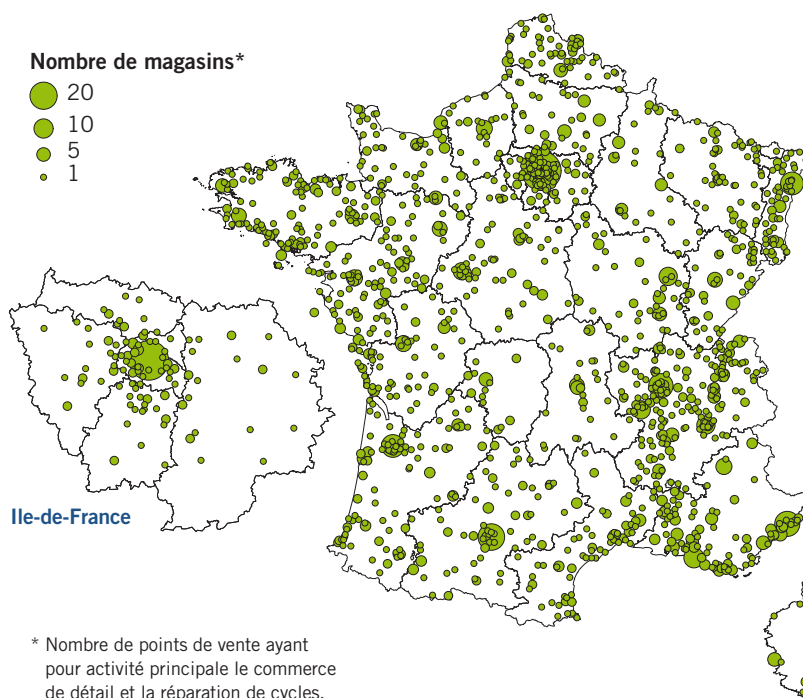 Nombre de magasins*
20
10
5
1
Ile-de-France
* Nombre de points de vente ayant
pour activité principale le commerce
de détail et la réparation de cycles.